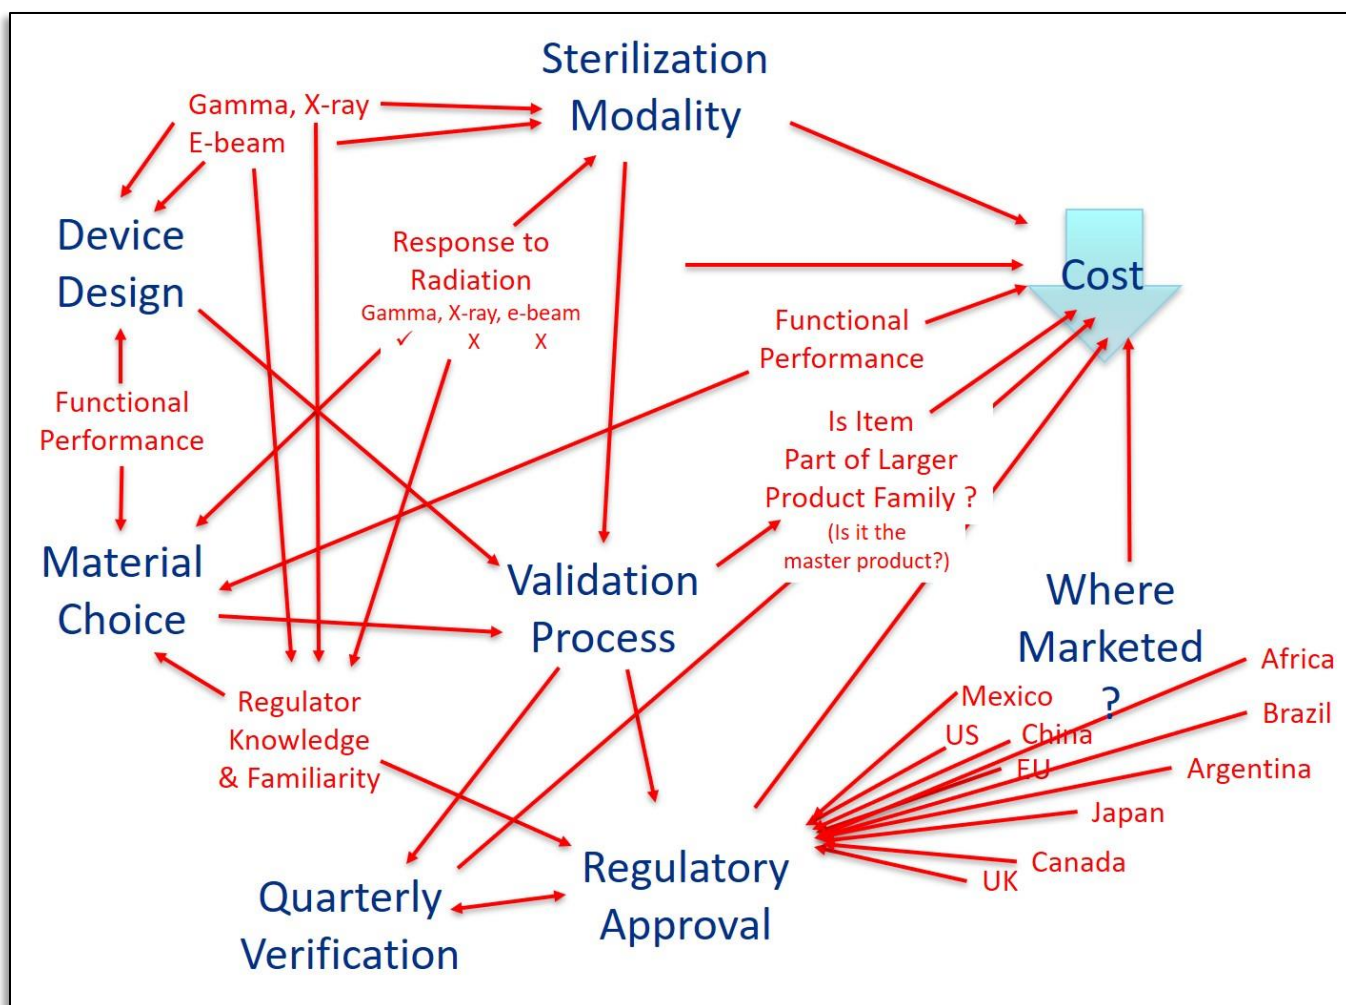 Sterilization
Modality
Gamma, X-ray
E-beam
Device
Design
Response to
Radiation
Gamma, X-ray, e-beam
✓ X X
Cost
Functional
Performance
Functional
Performance
Is Item
Part of Larger
Product Family ?
(Is it the
master product?)
Material
Choice
Validation
Process
Where
Marketed
?
Regulator
Knowledge
& Familiarity
Africa
Mexico
Brazil
US
China
EU
Argentina
Japan
Canada
UK
Regulatory
Approval
Quarterly
Verification